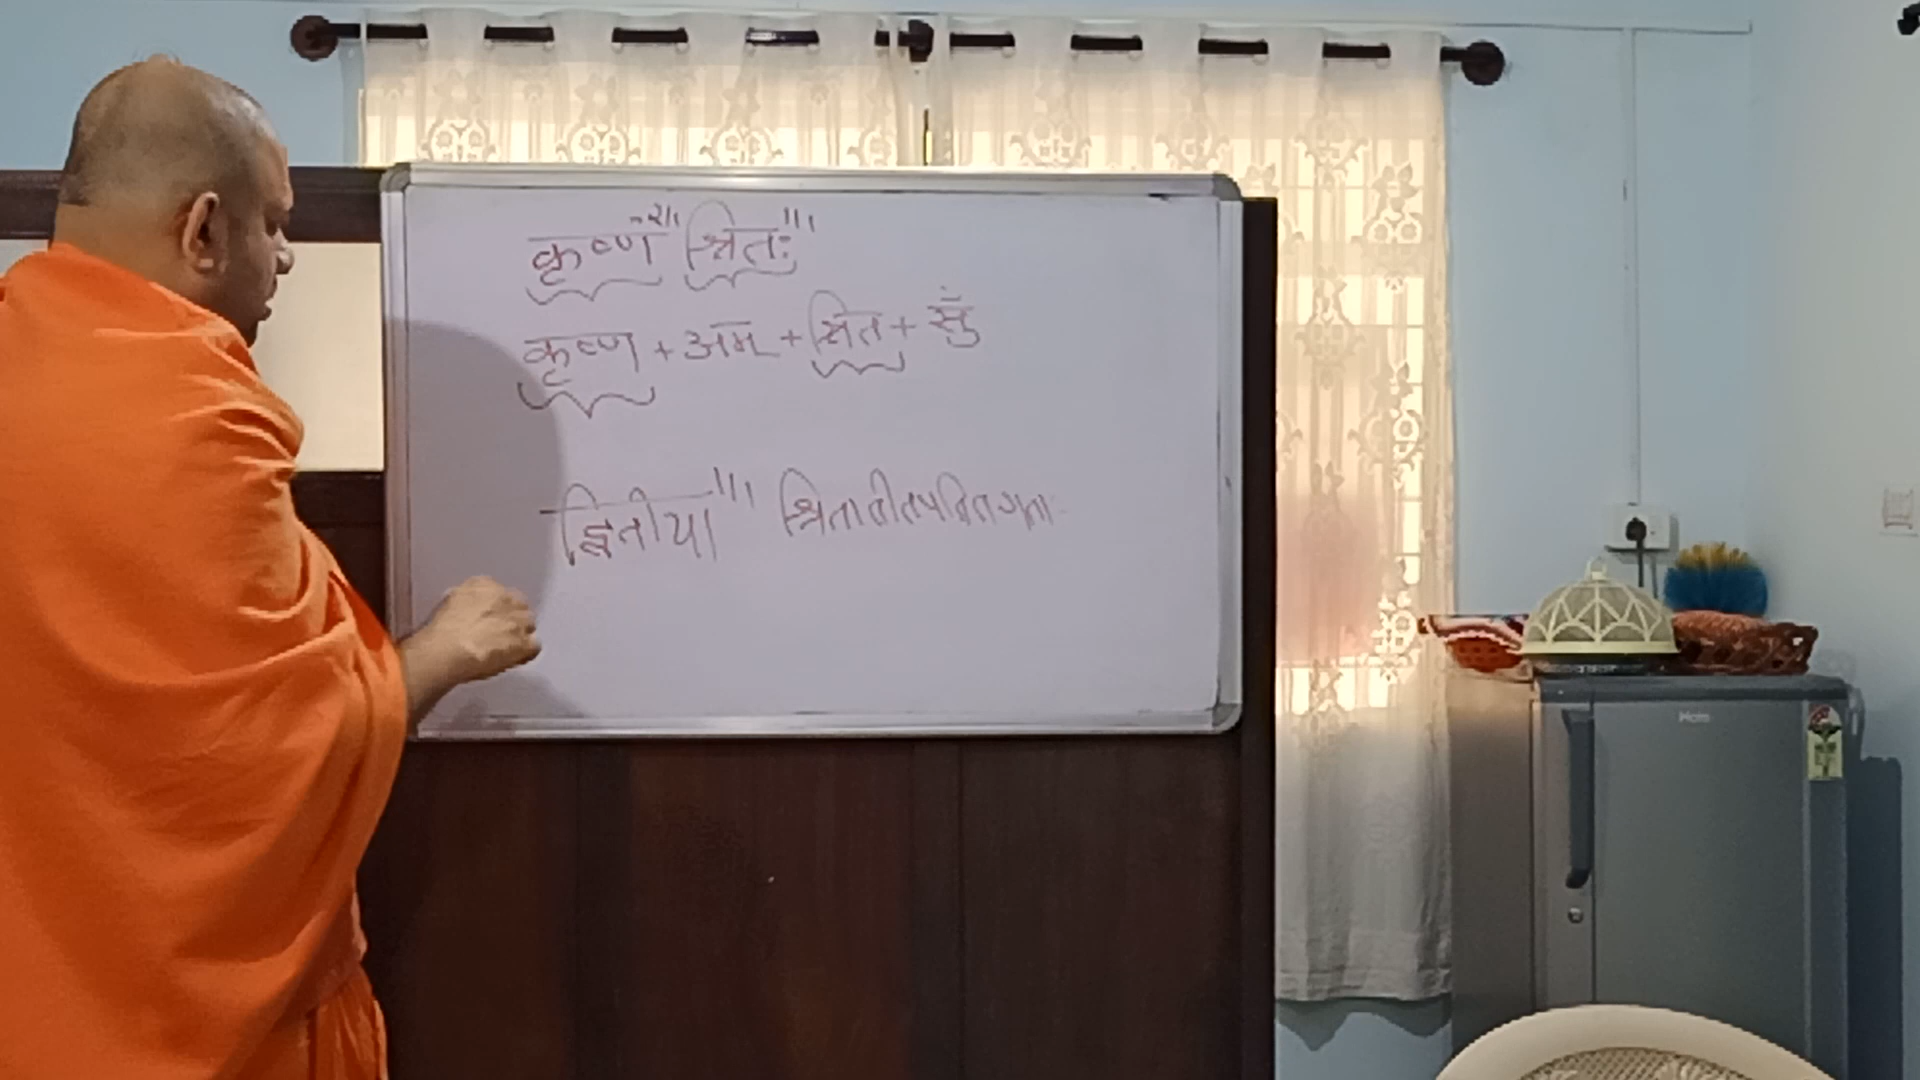 कृष्णं श्रितः
कृष्ण + अम् + श्रित + सुँ
द्वितीया श्रितातीतपतितगता